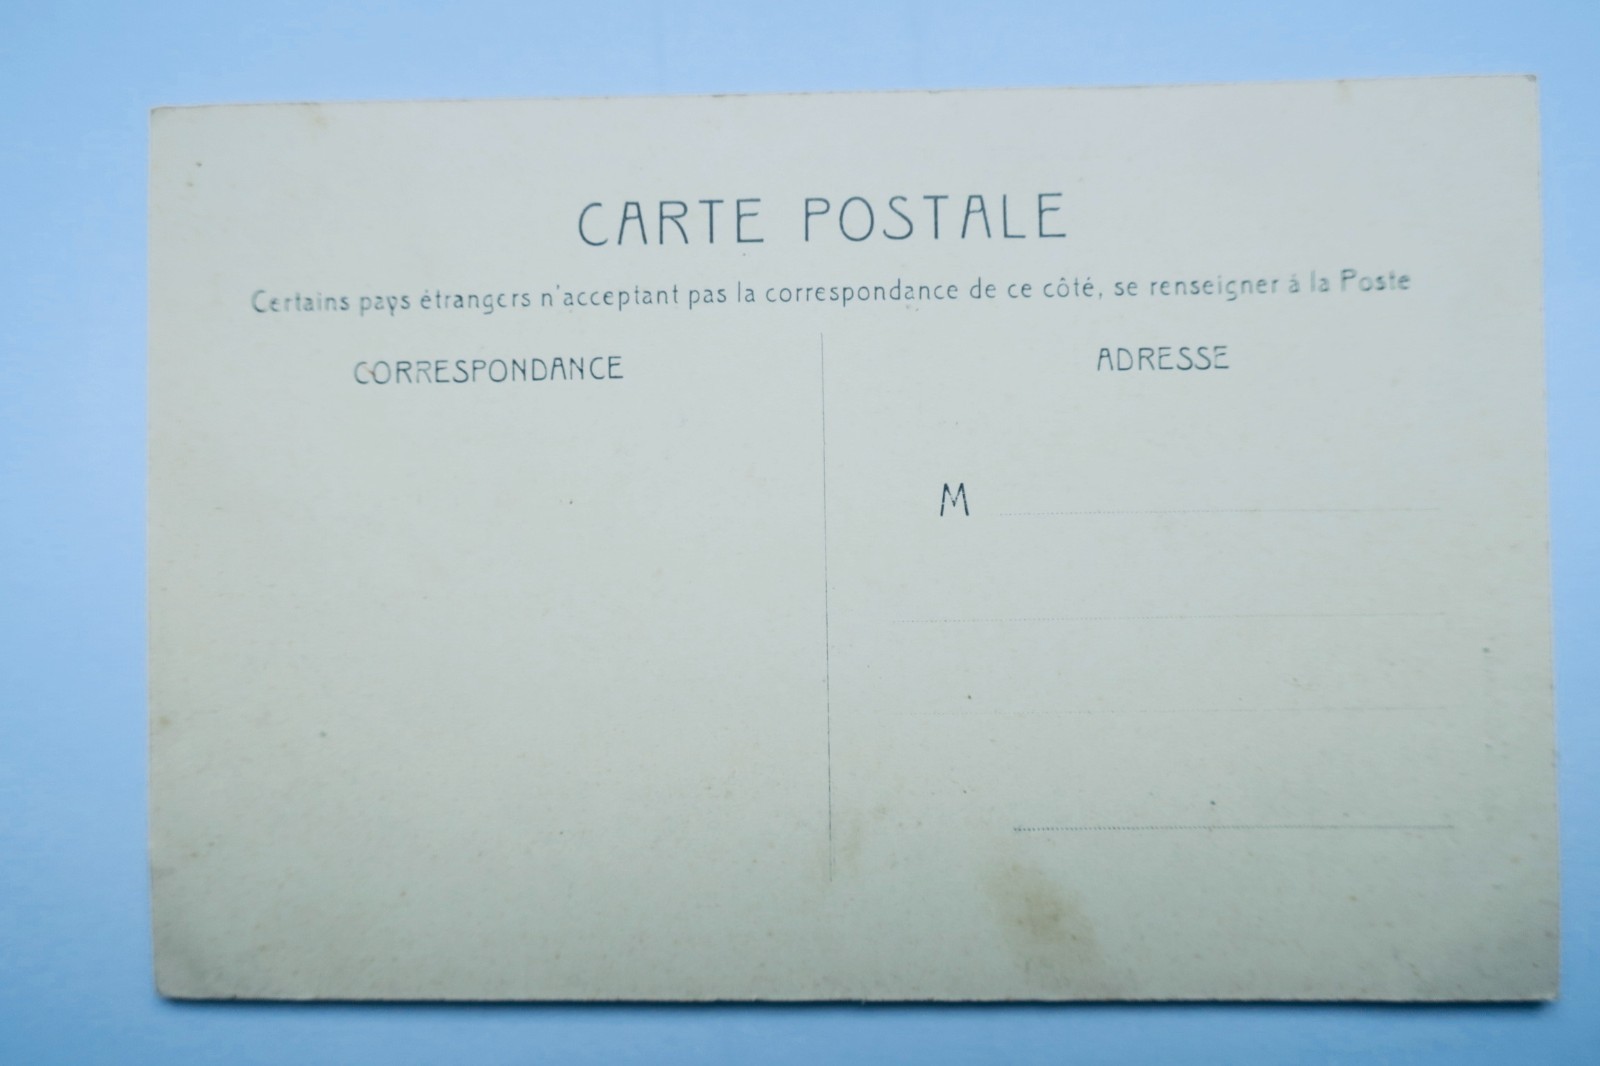 CARTE POSTALE
Certains pays étrangers n'acceptant pas la correspondance de ce côté, se renseigner à la Poste
CORRESPONDANCE
ADRESSE
M